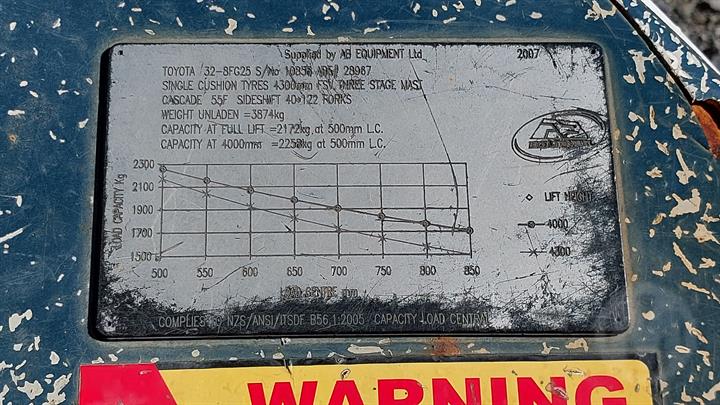 Supplied by AB EQUIPMENT Ltd 2007
TOYOTA 32-8FG25 S/No
SINGLE CUSHION TYRES 4300mm FSV THREE STAGE MAST
CASCADE 55F SIDESHIFT 40*122 FORKS
WEIGHT UNLADEN =3874kg
CAPACITY AT FULL LIFT =2172kg at 500mm L.C.
CAPACITY AT 4000mm =2258kg at 500mm L.C.
LOAD CAPACITY Kg
2300
2100
1900
1700
1500
500 550 600 650 700 750 800 850
LOAD CENTRE mm
LIFT HEIGHT
4000
4300
COMPLIES NZS/ANSI/ITSDF B56.1:2005 CAPACITY LOAD CENTRAL
WARNING